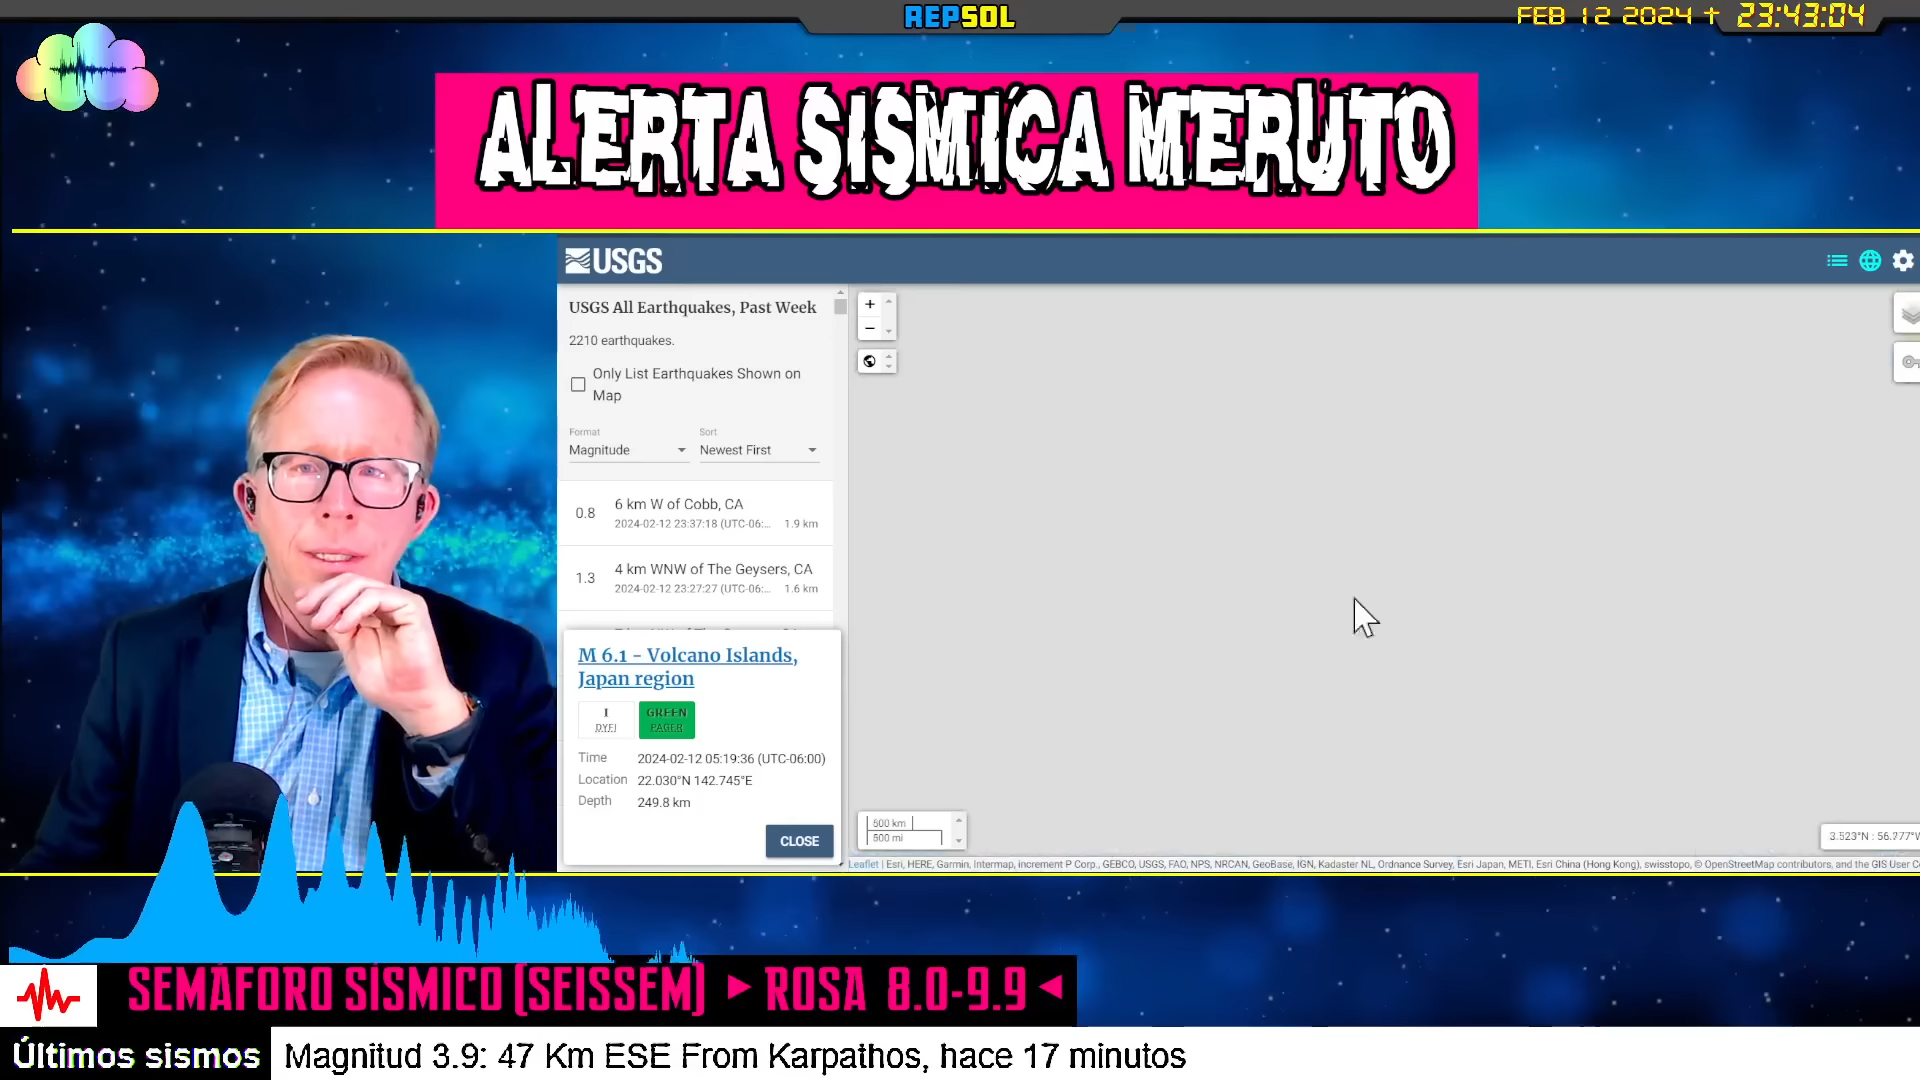 REPSOL
FEB 12 2024 † 23:43:04
ALERTA SISMICA MERUTO
USGS
USGS All Earthquakes, Past Week
2210 earthquakes.
Only List Earthquakes Shown on
Map
Format
Sort
Magnitude
Newest First
0.8
6 km W of Cobb, CA
2024-02-12 23:37:18 (UTC-06:... 1.9 km
1.3
4 km WNW of The Geysers, CA
2024-02-12 23:27:27 (UTC-06:... 1.6 km
M 6.1 - Volcano Islands,
Japan region
I
DYFI
GREEN
PAGER
Time 2024-02-12 05:19:36 (UTC-06:00)
Location 22.030°N 142.745°E
Depth 249.8 km
CLOSE
+
−
500 km
500 mi
3.523°N : 56.777°W
Leaflet | Esri, HERE, Garmin, Intermap, increment P Corp., GEBCO, USGS, FAO, NPS, NRCAN, GeoBase, IGN, Kadaster NL, Ordnance Survey, Esri Japan, METI, Esri China (Hong Kong), swisstopo, © OpenStreetMap contributors, and the GIS User
SEMÁFORO SÍSMICO (SEISSEM) ► ROSA 8.0-9.9 ◄
Últimos sismos
Magnitud 3.9: 47 Km ESE From Karpathos, hace 17 minutos